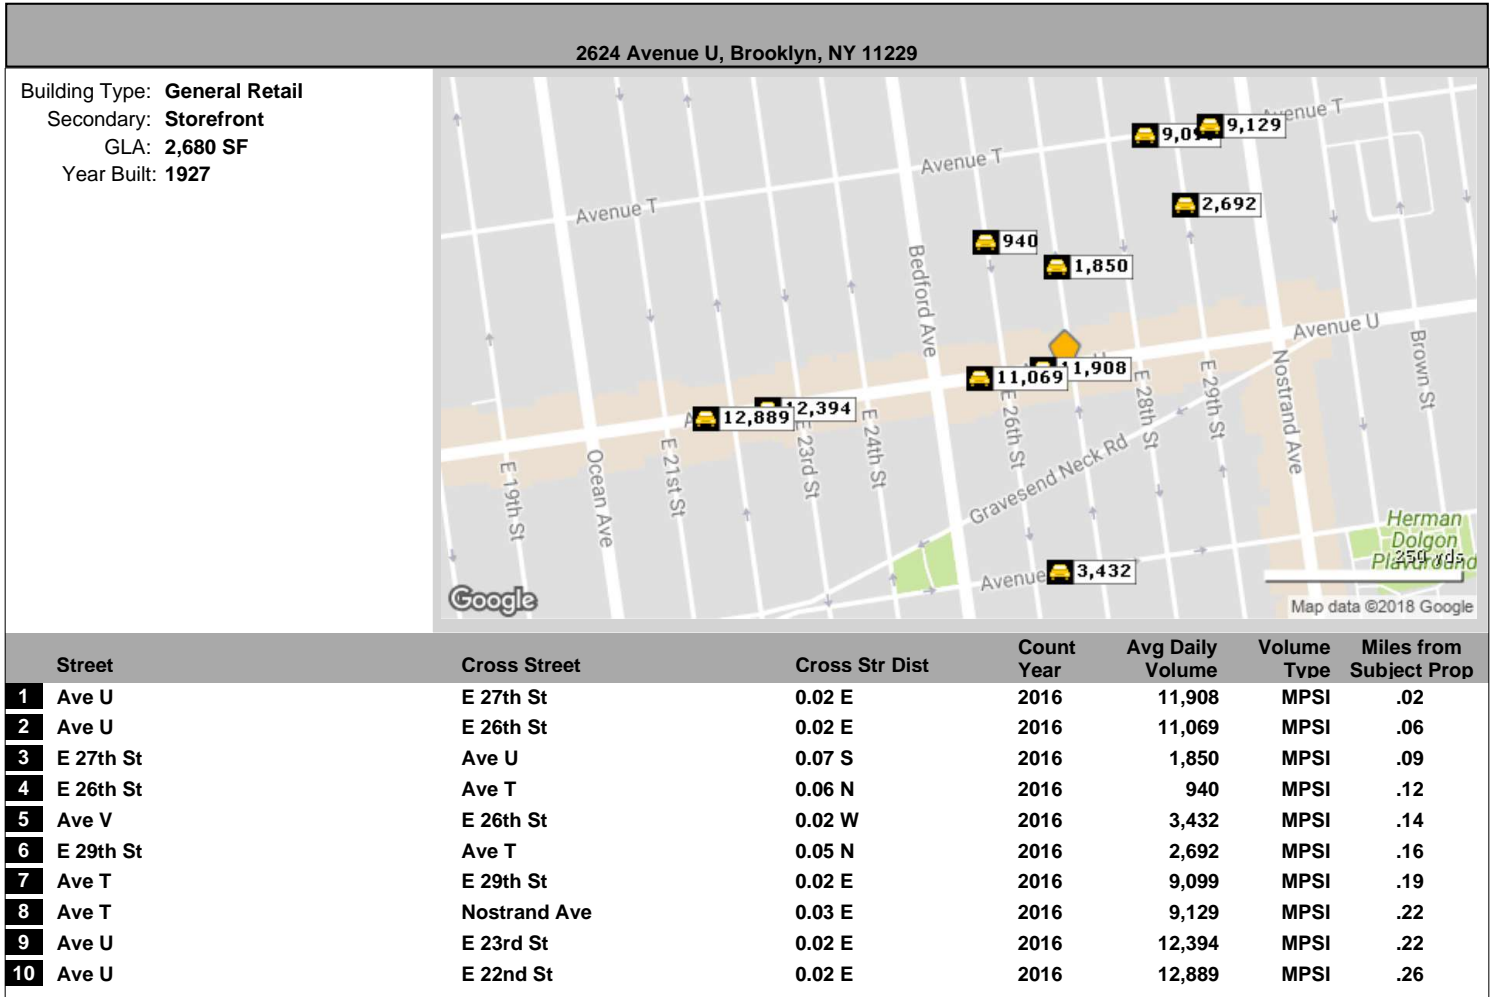 2624 Avenue U, Brooklyn, NY 11229
Building Type: General Retail
Secondary: Storefront
GLA: 2,680 SF
Year Built: 1927
Avenue T
9,129
Avenue T
2,692
Avenue T
940
1,850
Bedford Ave
Avenue U
11,908
11,069
12,394
12,889
E 19th St
Ocean Ave
E 21st St
E 23rd St
E 24th St
E 26th St
E 28th St
E 29th St
Nostrand Ave
Brown St
Gravesend Neck Rd
Herman
Dolgon
Playground
250 yds
Avenue
3,432
Google
Map data ©2018 Google
Street Cross Street Cross Str Dist Count Year Avg Daily Volume Volume Type Miles from Subject Prop
1 Ave U E 27th St 0.02 E 2016 11,908 MPSI .02
2 Ave U E 26th St 0.02 E 2016 11,069 MPSI .06
3 E 27th St Ave U 0.07 S 2016 1,850 MPSI .09
4 E 26th St Ave T 0.06 N 2016 940 MPSI .12
5 Ave V E 26th St 0.02 W 2016 3,432 MPSI .14
6 E 29th St Ave T 0.05 N 2016 2,692 MPSI .16
7 Ave T E 29th St 0.02 E 2016 9,099 MPSI .19
8 Ave T Nostrand Ave 0.03 E 2016 9,129 MPSI .22
9 Ave U E 23rd St 0.02 E 2016 12,394 MPSI .22
10 Ave U E 22nd St 0.02 E 2016 12,889 MPSI .26